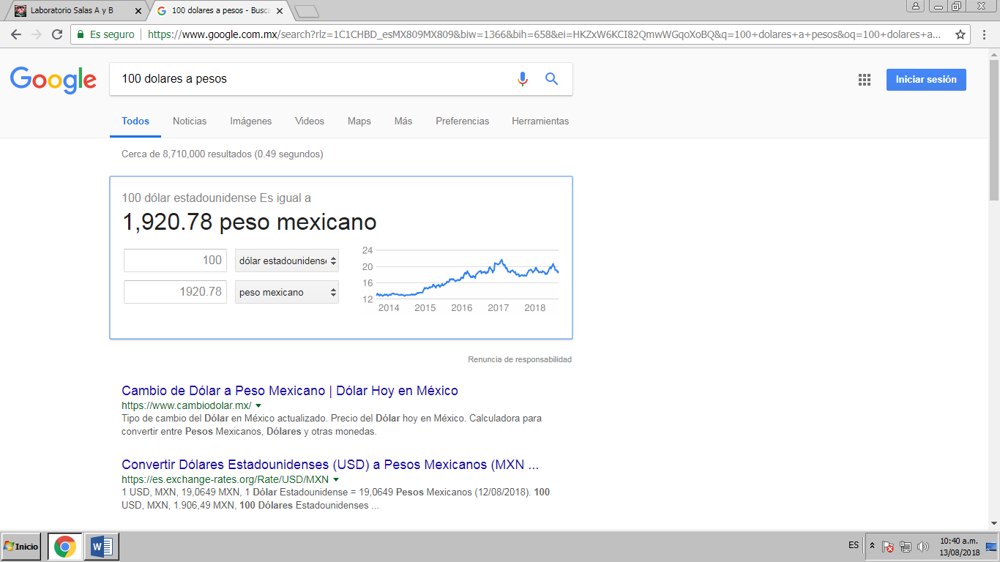 Laboratorio Salas A y B
100 dolares a pesos - Busca
Es seguro
https://www.google.com.mx/search?rlz=1C1CHBD_esMX809MX809&biw=1366&bih=658&ei=HKZxW6KCI82QmwWGqoXoBQ&q=100+dolares+a+pesos&oq=100+dolares+a...
Google
100 dolares a pesos
Iniciar sesión
Todos Noticias Imágenes Videos Maps Más Preferencias Herramientas
Cerca de 8,710,000 resultados (0.49 segundos)
100 dólar estadounidense Es igual a
1,920.78 peso mexicano
100 dólar estadounidense
1920.78 peso mexicano
24
20
16
12
2014 2015 2016 2017 2018
Renuncia de responsabilidad
Cambio de Dólar a Peso Mexicano | Dólar Hoy en México
https://www.cambiodolar.mx/
Tipo de cambio del Dólar en México actualizado. Precio del Dólar hoy en México. Calculadora para
convertir entre Pesos Mexicanos, Dólares y otras monedas.
Convertir Dólares Estadounidenses (USD) a Pesos Mexicanos (MXN ...
https://es.exchange-rates.org/Rate/USD/MXN
1 USD, MXN, 19,0649 MXN, 1 Dólar Estadounidense = 19,0649 Pesos Mexicanos (12/08/2018). 100
USD, MXN, 1.906,49 MXN, 100 Dólares Estadounidenses ...
Inicio
W
ES
10:40 a.m.
13/08/2018